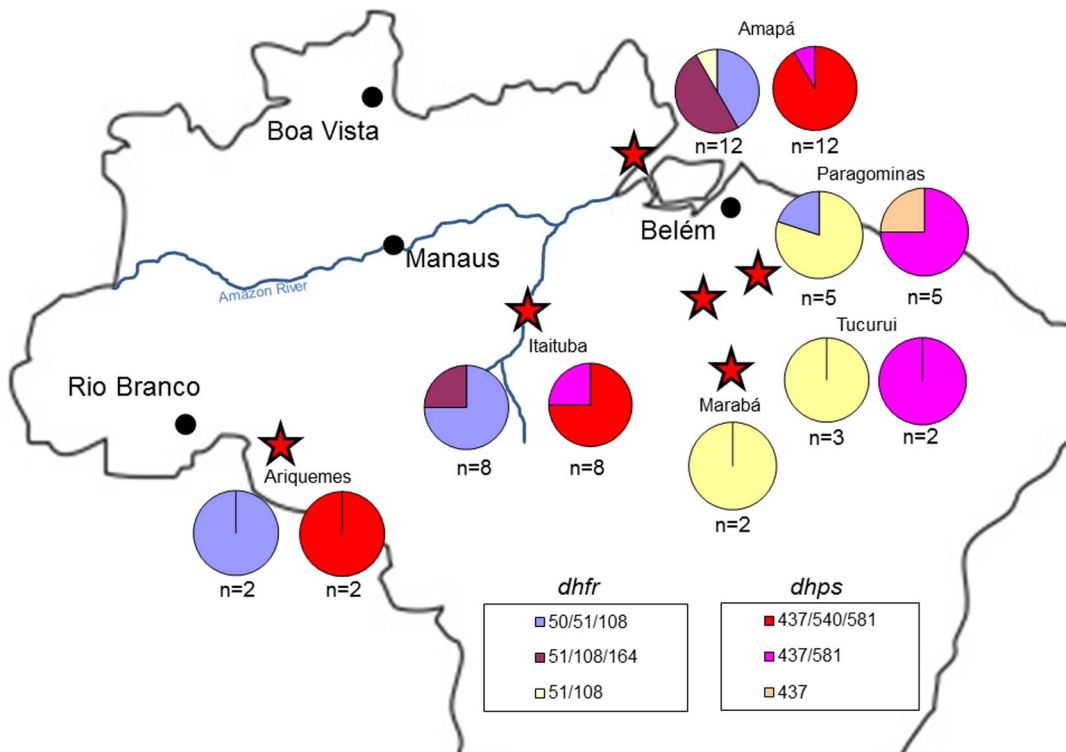 Amapá
n=12
n=12
Boa Vista
Paragominas
n=5
n=5
Belém
Manaus
Amazon River
Itaituba
n=8
n=8
Tucurui
n=3
n=2
Marabá
n=2
Rio Branco
Ariquemes
n=2
n=2
dhfr
50/51/108
51/108/164
51/108
dhps
437/540/581
437/581
437